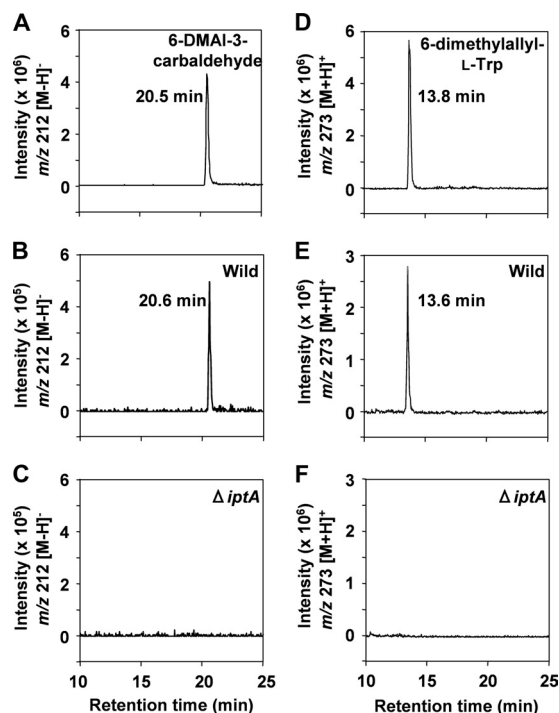 A
6-DMAI-3-
carbaldehyde
20.5 min
Intensity (x 10⁶)
m/z 212 [M-H]⁻
6
4
2
0
D
6-dimethylallyl-
L-Trp
13.8 min
Intensity (x 10⁶)
m/z 273 [M+H]⁺
6
4
2
0
B
Wild
20.6 min
Intensity (x 10⁵)
m/z 212 [M-H]⁻
6
4
2
0
E
Wild
13.6 min
Intensity (x 10⁶)
m/z 273 [M+H]⁺
3
2
1
0
C
Δ iptA
Intensity (x 10⁵)
m/z 212 [M-H]⁻
6
4
2
0
10 15 20 25
Retention time (min)
F
Δ iptA
Intensity (x 10⁶)
m/z 273 [M+H]⁺
3
2
1
0
10 15 20 25
Retention time (min)